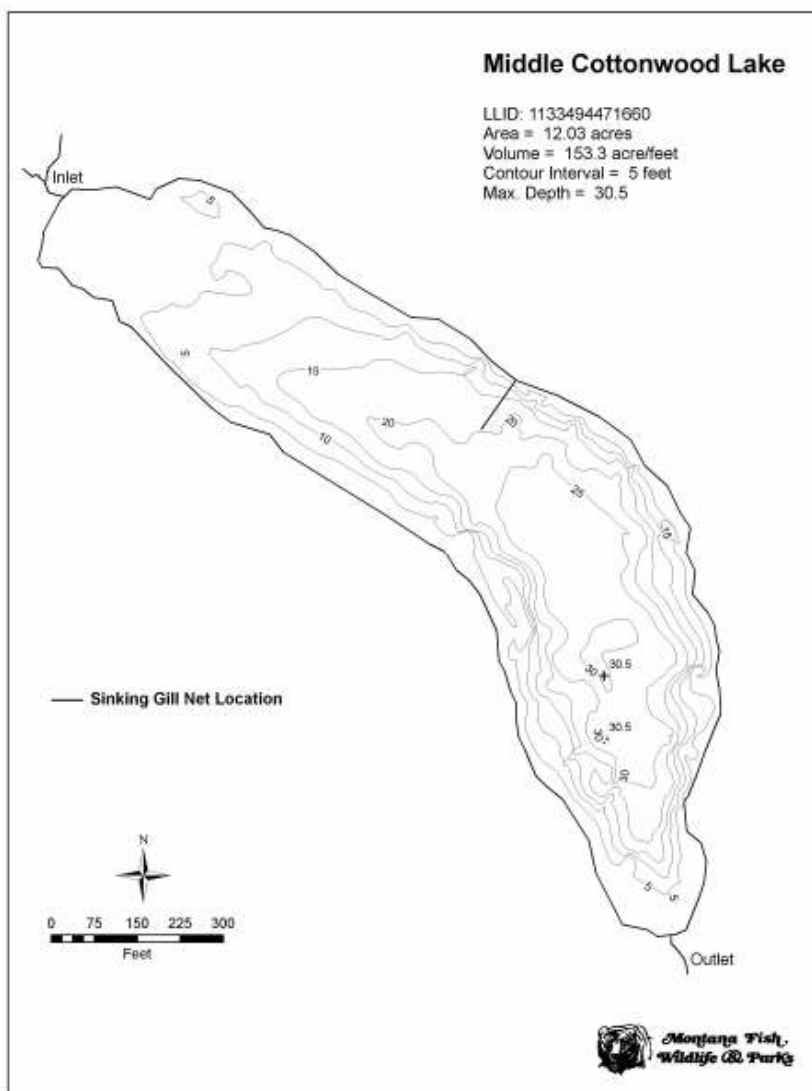 Middle Cottonwood Lake
LLID: 1133494471660
Area = 12.03 acres
Volume = 153.3 acre/feet
Contour Interval = 5 feet
Max. Depth = 30.5
Inlet
5
5
15
20
10
20
25
15
30
30.5
30.5
30
30
Sinking Gill Net Location
N
0 75 150 225 300
Feet
5
5
Outlet
Montana Fish,
Wildlife & Parks